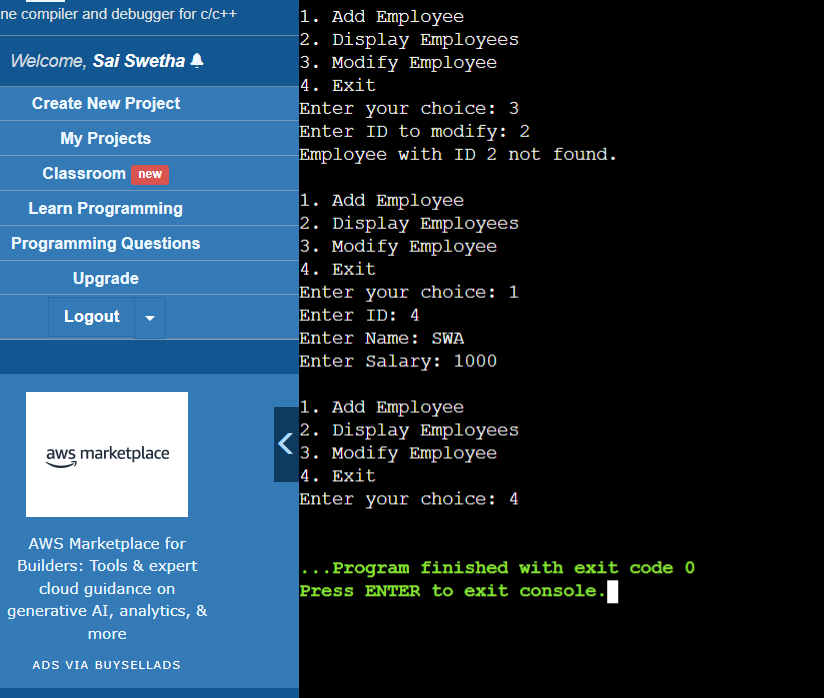 ne compiler and debugger for c/c++
Welcome, Sai Swetha
Create New Project
My Projects
Classroom new
Learn Programming
Programming Questions
Upgrade
Logout
aws marketplace
AWS Marketplace for
Builders: Tools & expert
cloud guidance on
generative AI, analytics, &
more
ADS VIA BUYSELLADS
1. Add Employee
2. Display Employees
3. Modify Employee
4. Exit
Enter your choice: 3
Enter ID to modify: 2
Employee with ID 2 not found.
1. Add Employee
2. Display Employees
3. Modify Employee
4. Exit
Enter your choice: 1
Enter ID: 4
Enter Name: SWA
Enter Salary: 1000
1. Add Employee
2. Display Employees
3. Modify Employee
4. Exit
Enter your choice: 4
...Program finished with exit code 0
Press ENTER to exit console.